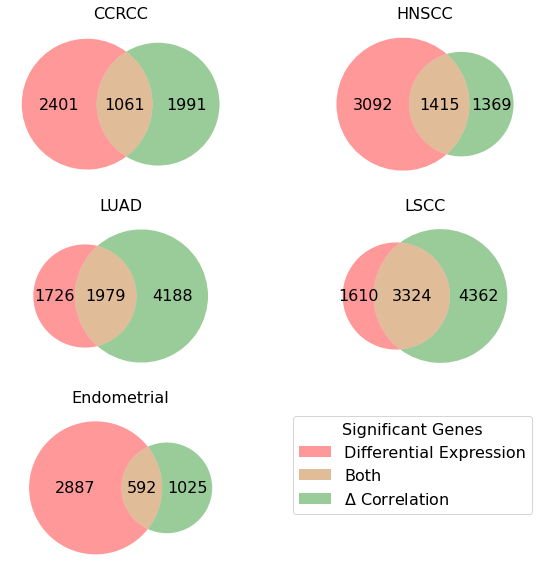 CCRCC
HNSCC
2401 1061 1991
3092 1415 1369
LUAD
LSCC
1726 1979 4188
1610 3324 4362
Endometrial
2887 592 1025
Significant Genes
Differential Expression
Both
Δ Correlation